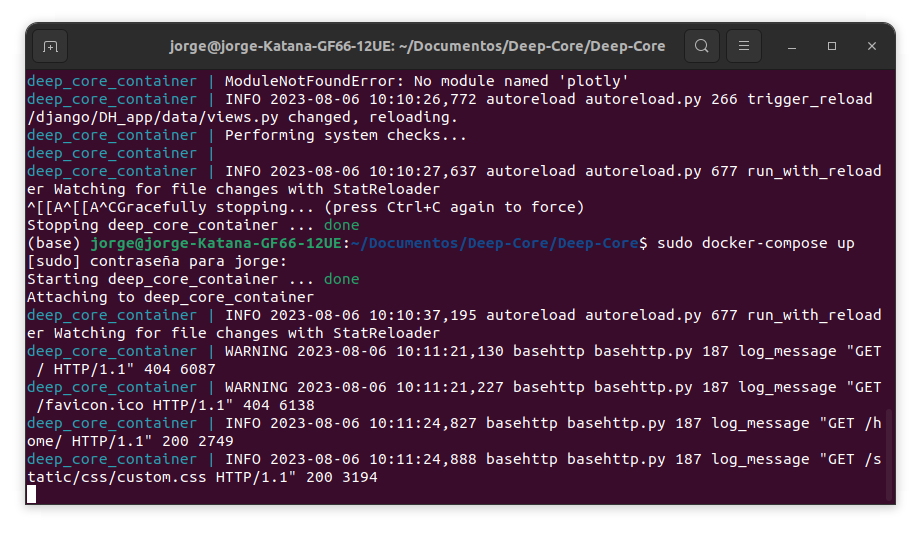 jorge@jorge-Katana-GF66-12UE: ~/Documentos/Deep-Core/Deep-Core
deep_core_container | ModuleNotFoundError: No module named 'plotly'
deep_core_container | INFO 2023-08-06 10:10:26,772 autoreload autoreload.py 266 trigger_reload
/django/DH_app/data/views.py changed, reloading.
deep_core_container | Performing system checks...
deep_core_container |
deep_core_container | INFO 2023-08-06 10:10:27,637 autoreload autoreload.py 677 run_with_reload
er Watching for file changes with StatReloader
^[[A^[[A^CGracefully stopping... (press Ctrl+C again to force)
Stopping deep_core_container ... done
(base) jorge@jorge-Katana-GF66-12UE:~/Documentos/Deep-Core/Deep-Core$ sudo docker-compose up
[sudo] contraseña para jorge:
Starting deep_core_container ... done
Attaching to deep_core_container
deep_core_container | INFO 2023-08-06 10:10:37,195 autoreload autoreload.py 677 run_with_reload
er Watching for file changes with StatReloader
deep_core_container | WARNING 2023-08-06 10:11:21,130 basehttp basehttp.py 187 log_message "GET
 / HTTP/1.1" 404 6087
deep_core_container | WARNING 2023-08-06 10:11:21,227 basehttp basehttp.py 187 log_message "GET
 /favicon.ico HTTP/1.1" 404 6138
deep_core_container | INFO 2023-08-06 10:11:24,827 basehttp basehttp.py 187 log_message "GET /h
ome/ HTTP/1.1" 200 2749
deep_core_container | INFO 2023-08-06 10:11:24,888 basehttp basehttp.py 187 log_message "GET /s
tatic/css/custom.css HTTP/1.1" 200 3194